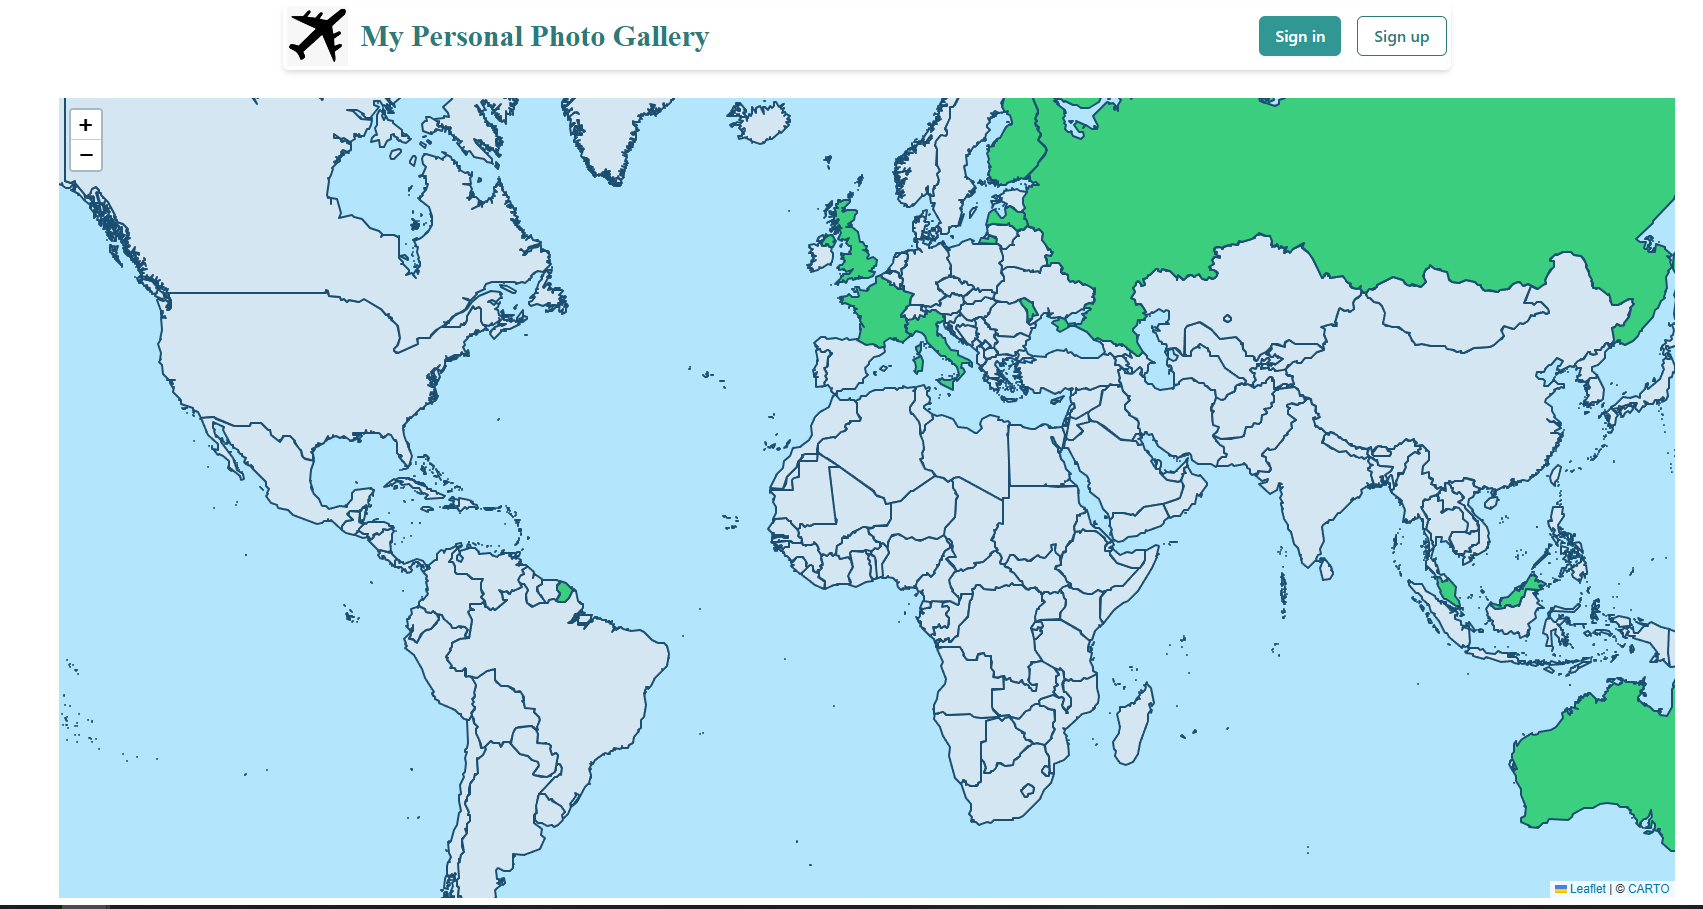 My Personal Photo Gallery
Sign in
Sign up
+
−
Leaflet | © CARTO